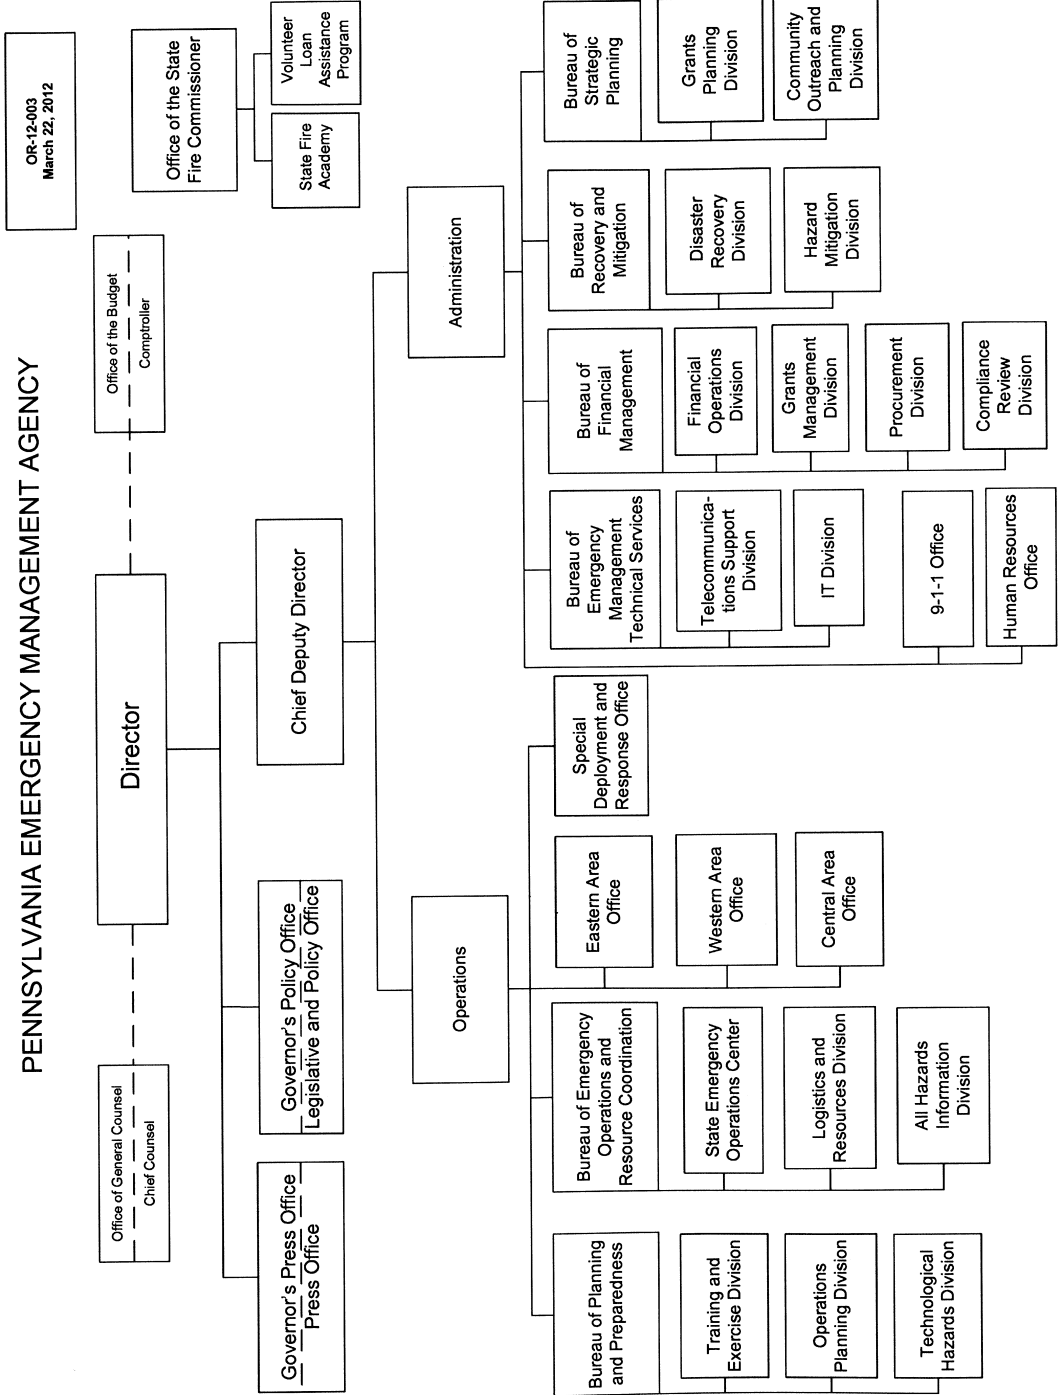 PENNSYLVANIA EMERGENCY MANAGEMENT AGENCY
OR-12-003
March 22, 2012
Office of General Counsel
Chief Counsel
Director
Office of the Budget
Comptroller
Office of the State
Fire Commissioner
State Fire
Academy
Volunteer
Loan
Assistance
Program
Governor's Press Office
Press Office
Governor's Policy Office
Legislative and Policy Office
Chief Deputy Director
Operations
Administration
Bureau of Planning
and Preparedness
Training and
Exercise Division
Operations
Planning Division
Technological
Hazards Division
Bureau of Emergency
Operations and
Resource Coordination
State Emergency
Operations Center
Logistics and
Resources Division
All Hazards
Information
Division
Eastern Area
Office
Western Area
Office
Central Area
Office
Special
Deployment and
Response Office
Bureau of
Emergency
Management
Technical Services
Telecommunica-
tions Support
Division
IT Division
9-1-1 Office
Human Resources
Office
Bureau of
Financial
Management
Financial
Operations
Division
Grants
Management
Division
Procurement
Division
Compliance
Review
Division
Bureau of
Recovery and
Mitigation
Disaster
Recovery
Division
Hazard
Mitigation
Division
Bureau of
Strategic
Planning
Grants
Planning
Division
Community
Outreach and
Planning
Division